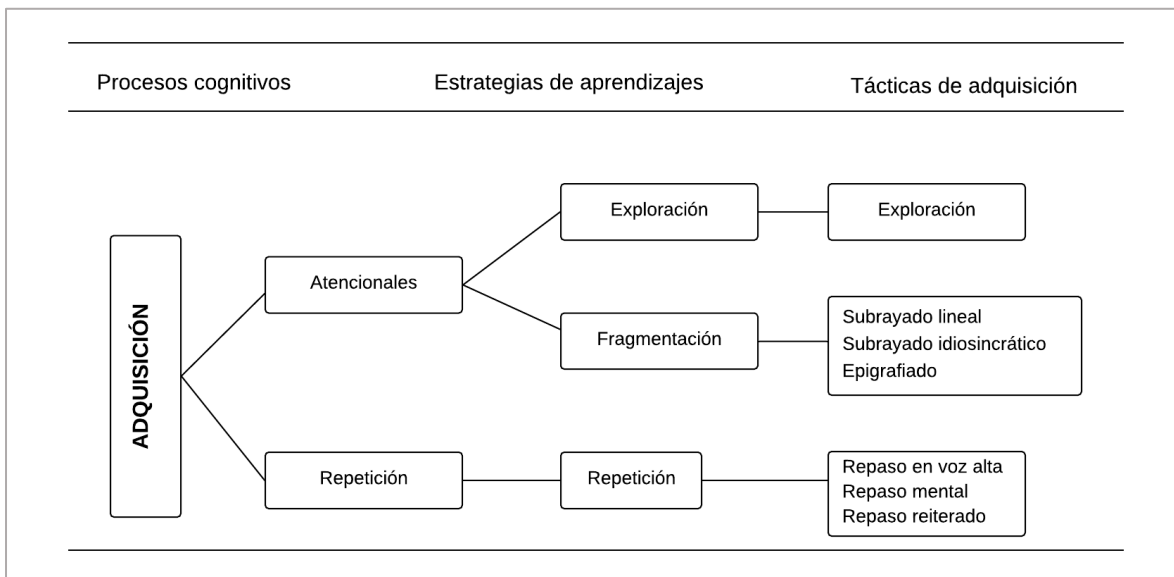 Procesos cognitivos
Estrategias de aprendizajes
Tácticas de adquisición
ADQUISICIÓN
Atencionales
Exploración
Exploración
Fragmentación
Subrayado lineal
Subrayado idiosincrático
Epigrafiado
Repetición
Repetición
Repaso en voz alta
Repaso mental
Repaso reiterado